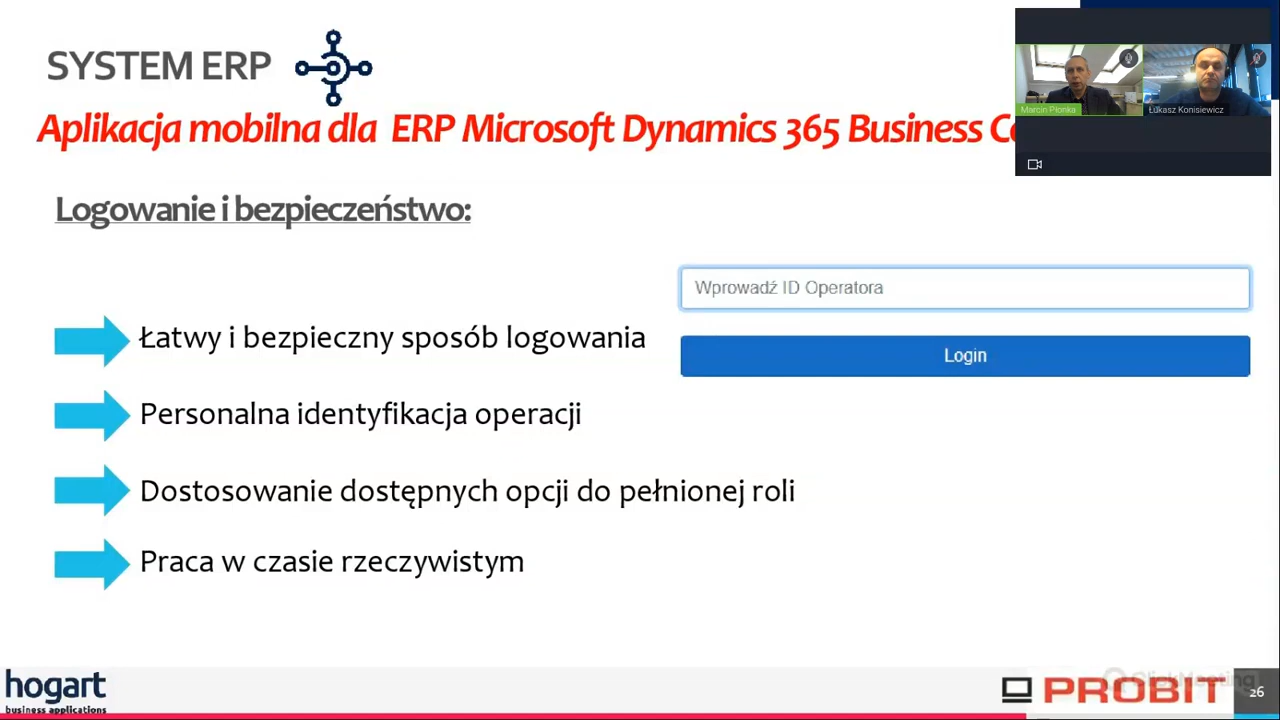 SYSTEM ERP
Aplikacja mobilna dla ERP Microsoft Dynamics 365 Business
Marcin Płonka
Łukasz Konisiewicz
Logowanie i bezpieczeństwo:
Wprowadź ID Operatora
Login
Łatwy i bezpieczny sposób logowania
Personalna identyfikacja operacji
Dostosowanie dostępnych opcji do pełnionej roli
Praca w czasie rzeczywistym
hogart
business applications
PROBIT
ClickMeeting
26